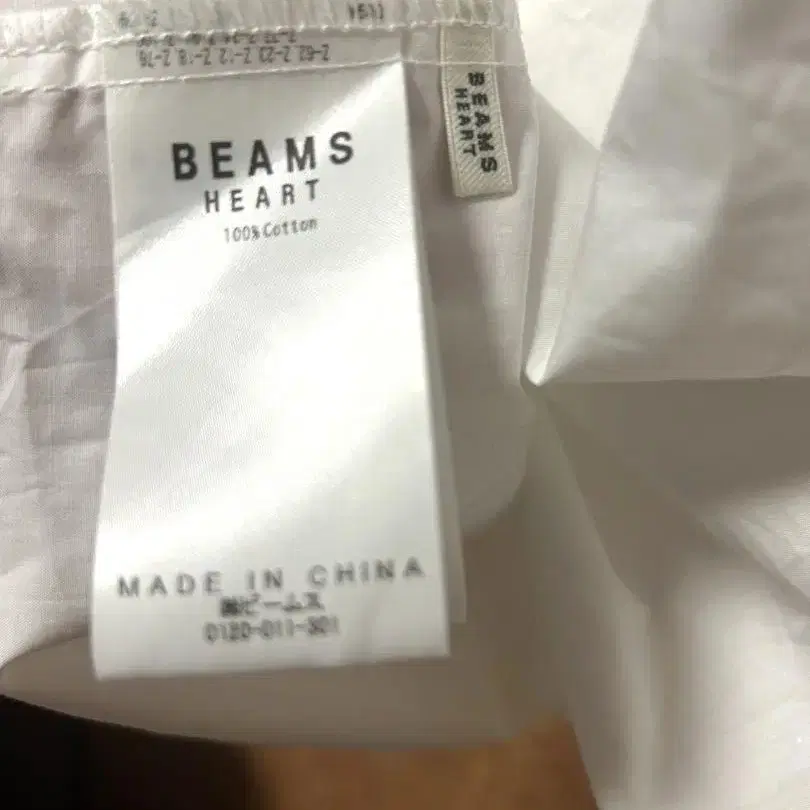 BEAMS
HEART
100% Cotton
MADE IN CHINA
㈱ビームス
0120-011-301
BEAMS
HEART